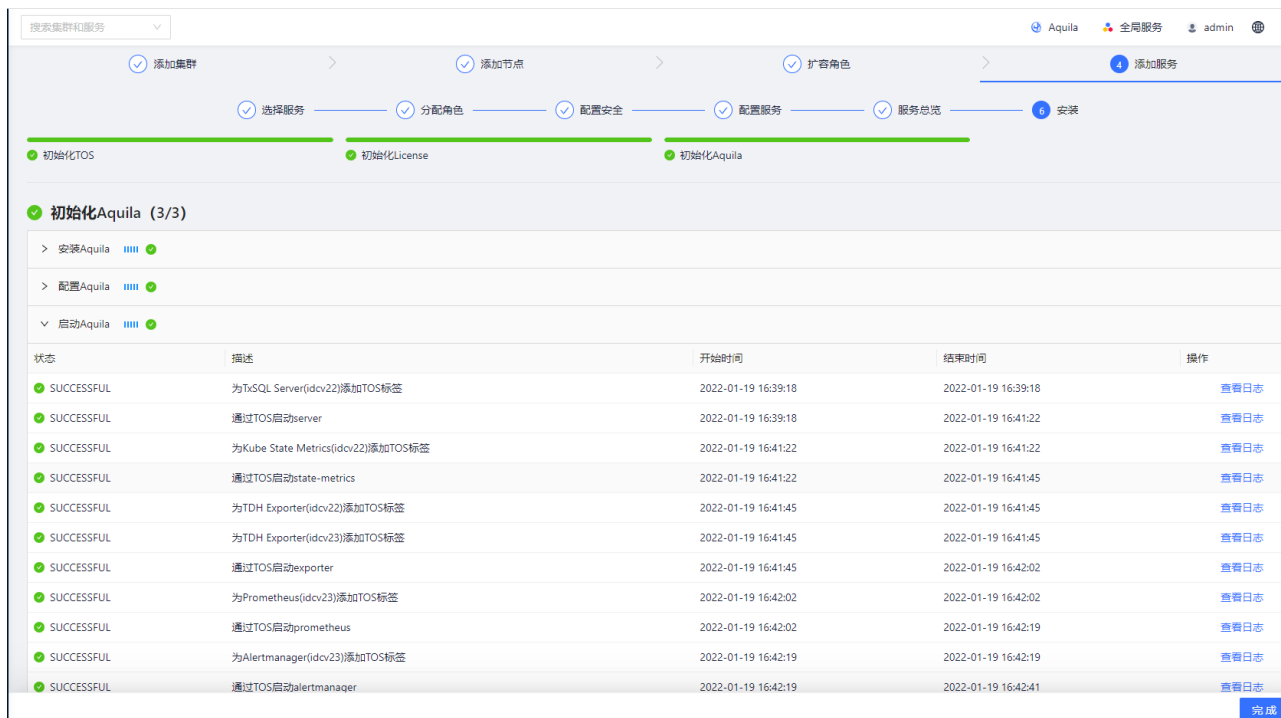 搜索集群和服务 Aquila 全局服务 admin
添加集群 添加节点 扩容角色 4 添加服务
选择服务 分配角色 配置安全 配置服务 服务总览 6 安装
初始化TOS 初始化License 初始化Aquila
初始化Aquila (3/3)
安装Aquila
配置Aquila
启动Aquila
状态 描述 开始时间 结束时间 操作
SUCCESSFUL 为TxSQL Server(idcv22)添加TOS标签 2022-01-19 16:39:18 2022-01-19 16:39:18 查看日志
SUCCESSFUL 通过TOS启动server 2022-01-19 16:39:18 2022-01-19 16:41:22 查看日志
SUCCESSFUL 为Kube State Metrics(idcv22)添加TOS标签 2022-01-19 16:41:22 2022-01-19 16:41:22 查看日志
SUCCESSFUL 通过TOS启动state-metrics 2022-01-19 16:41:22 2022-01-19 16:41:45 查看日志
SUCCESSFUL 为TDH Exporter(idcv22)添加TOS标签 2022-01-19 16:41:45 2022-01-19 16:41:45 查看日志
SUCCESSFUL 为TDH Exporter(idcv23)添加TOS标签 2022-01-19 16:41:45 2022-01-19 16:41:45 查看日志
SUCCESSFUL 通过TOS启动exporter 2022-01-19 16:41:45 2022-01-19 16:42:02 查看日志
SUCCESSFUL 为Prometheus(idcv23)添加TOS标签 2022-01-19 16:42:02 2022-01-19 16:42:02 查看日志
SUCCESSFUL 通过TOS启动prometheus 2022-01-19 16:42:02 2022-01-19 16:42:19 查看日志
SUCCESSFUL 为Alertmanager(idcv23)添加TOS标签 2022-01-19 16:42:19 2022-01-19 16:42:19 查看日志
SUCCESSFUL 通过TOS启动alertmanager 2022-01-19 16:42:19 2022-01-19 16:42:41 查看日志
完成